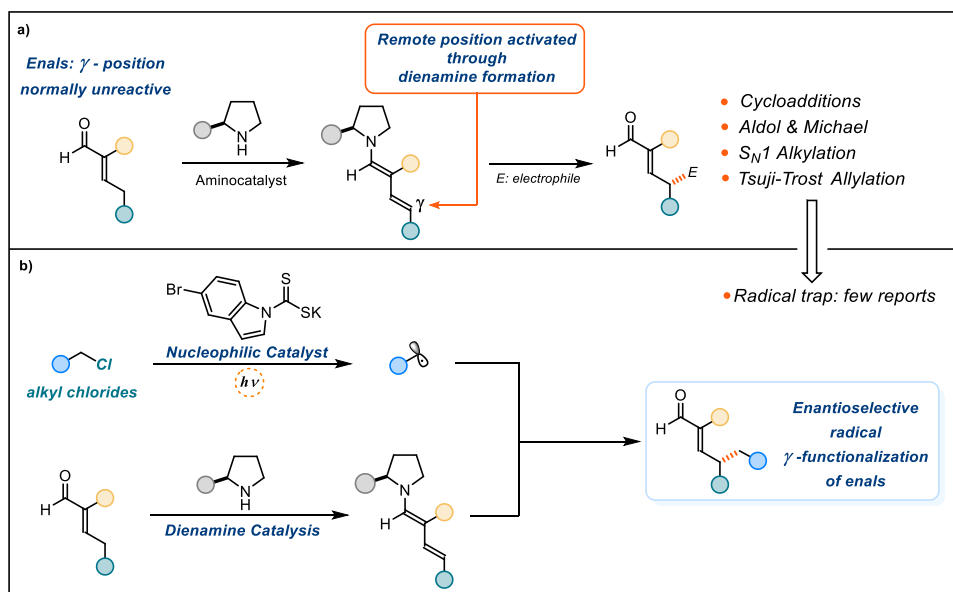 a)
Enals: γ - position
normally unreactive
Remote position activated
through
dienamine formation
O
H
N
H
Aminocatalyst
N
H
γ
E: electrophile
O
H
E
• Cycloadditions
• Aldol & Michael
• SN1 Alkylation
• Tsuji-Trost Allylation
b)
Br
S
N
SK
Nucleophilic Catalyst
hν
Cl
alkyl chlorides
• Radical trap: few reports
O
H
N
H
Dienamine Catalysis
N
H
O
H
Enantioselective
radical
γ -functionalization
of enals